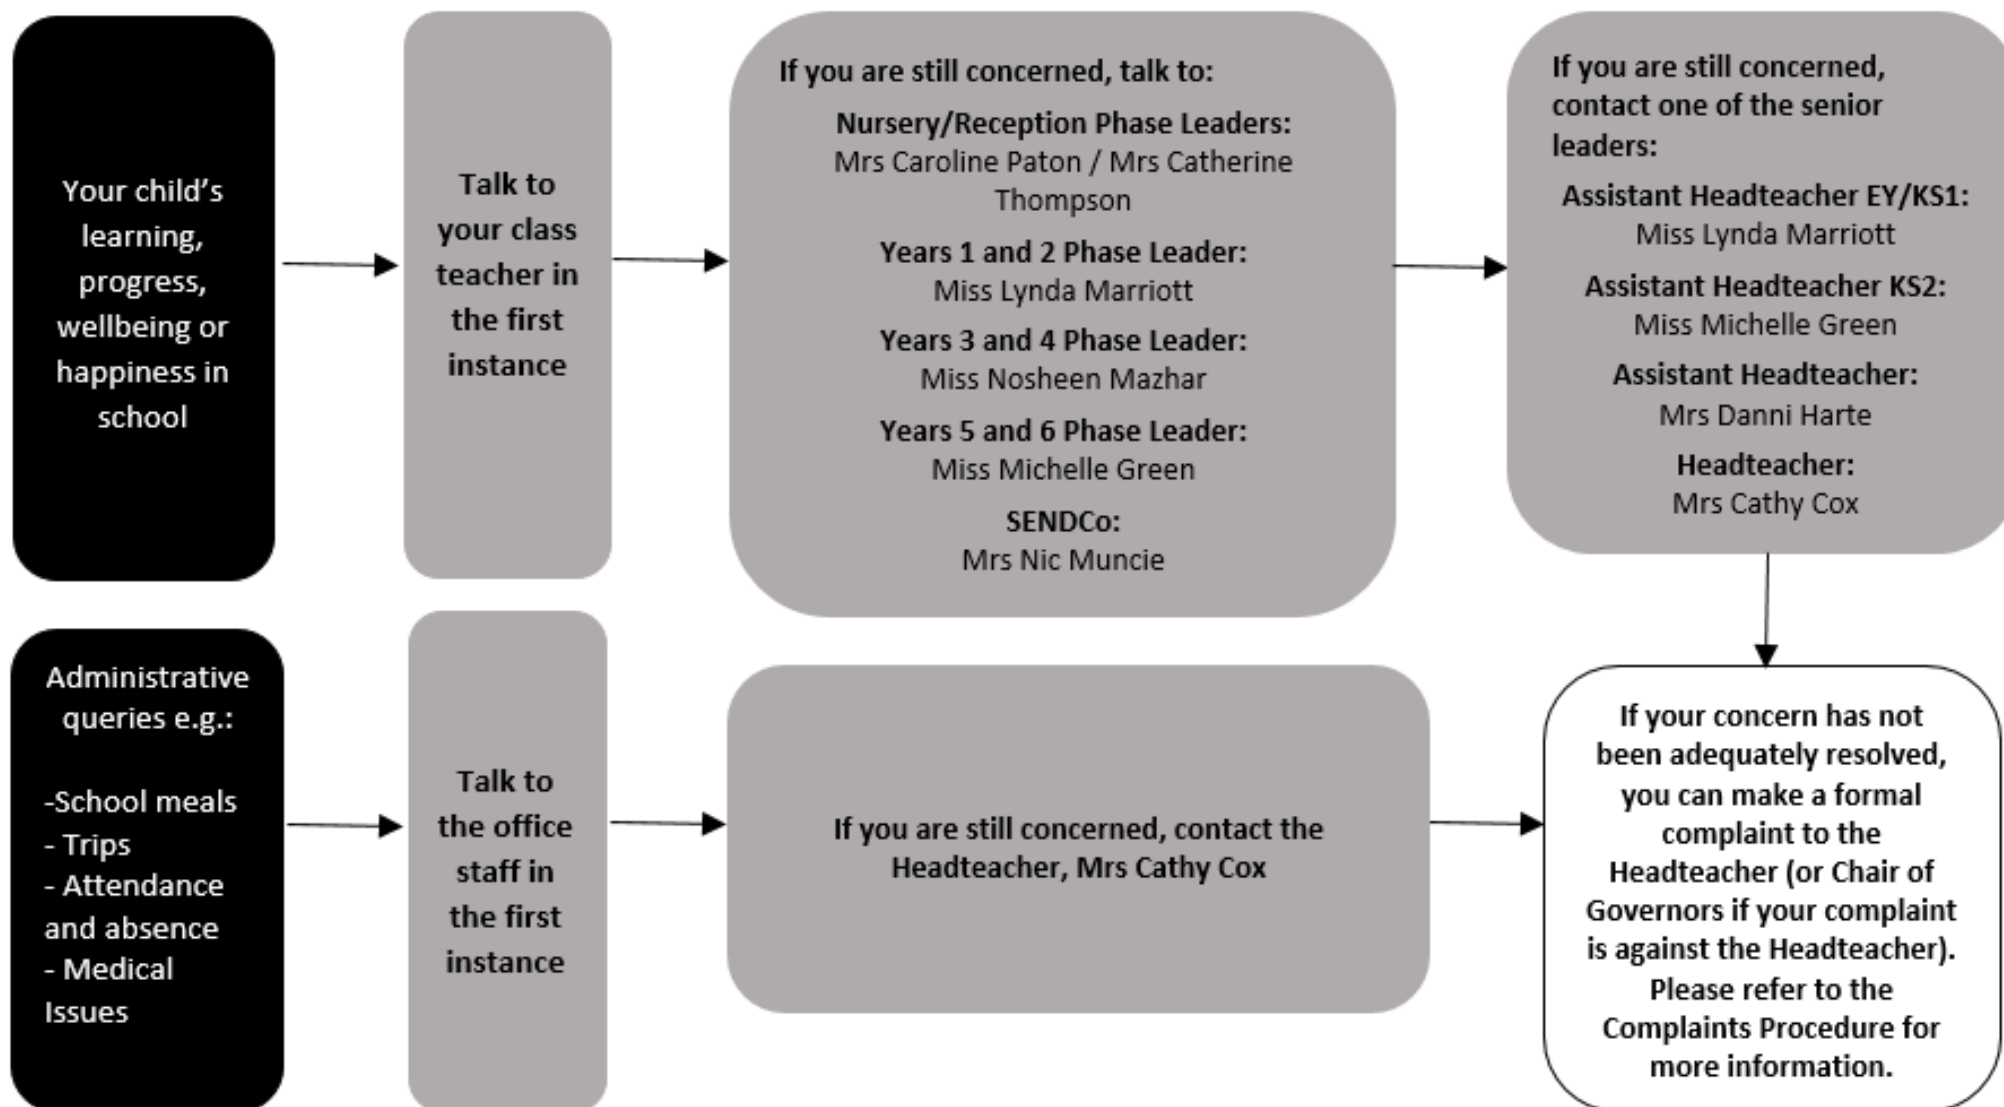 Your child’s
learning,
progress,
wellbeing or
happiness in
school
Talk to
your class
teacher in
the first
instance
If you are still concerned, talk to:
Nursery/Reception Phase Leaders:
Mrs Caroline Paton / Mrs Catherine
Thompson
Years 1 and 2 Phase Leader:
Miss Lynda Marriott
Years 3 and 4 Phase Leader:
Miss Nosheen Mazhar
Years 5 and 6 Phase Leader:
Miss Michelle Green
SENDCo:
Mrs Nic Muncie
If you are still concerned,
contact one of the senior
leaders:
Assistant Headteacher EY/KS1:
Miss Lynda Marriott
Assistant Headteacher KS2:
Miss Michelle Green
Assistant Headteacher:
Mrs Danni Harte
Headteacher:
Mrs Cathy Cox
Administrative
queries e.g.:
-School meals
- Trips
- Attendance
and absence
- Medical
Issues
Talk to
the office
staff in
the first
instance
If you are still concerned, contact the
Headteacher, Mrs Cathy Cox
If your concern has not
been adequately resolved,
you can make a formal
complaint to the
Headteacher (or Chair of
Governors if your complaint
is against the Headteacher).
Please refer to the
Complaints Procedure for
more information.